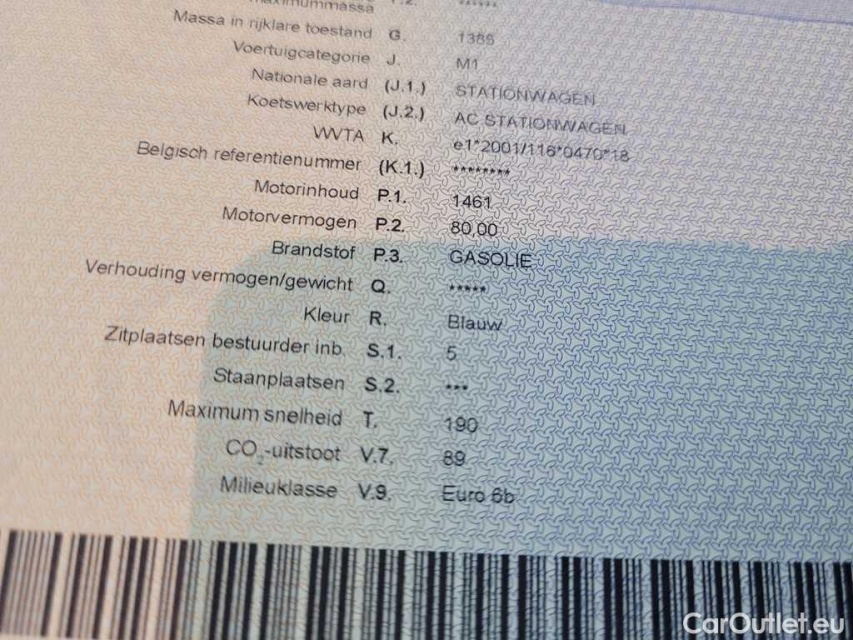 maximummassa
******
Massa in rijklare toestand G. 1385
Voertuigcategorie J. M1
Nationale aard (J.1.) STATIONWAGEN
Koetswerktype (J.2.) AC STATIONWAGEN
WVTA K. e1*2001/116*0470*18
Belgisch referentienummer (K.1.) ********
Motorinhoud P.1. 1461
Motorvermogen P.2. 80,00
Brandstof P.3. GASOLIE
Verhouding vermogen/gewicht Q. *****
Kleur R. Blauw
Zitplaatsen bestuurder inb. S.1. 5
Staanplaatsen S.2. ***
Maximum snelheid T. 190
CO₂-uitstoot V.7. 89
Milieuklasse V.9. Euro 6b
CarOutlet.eu